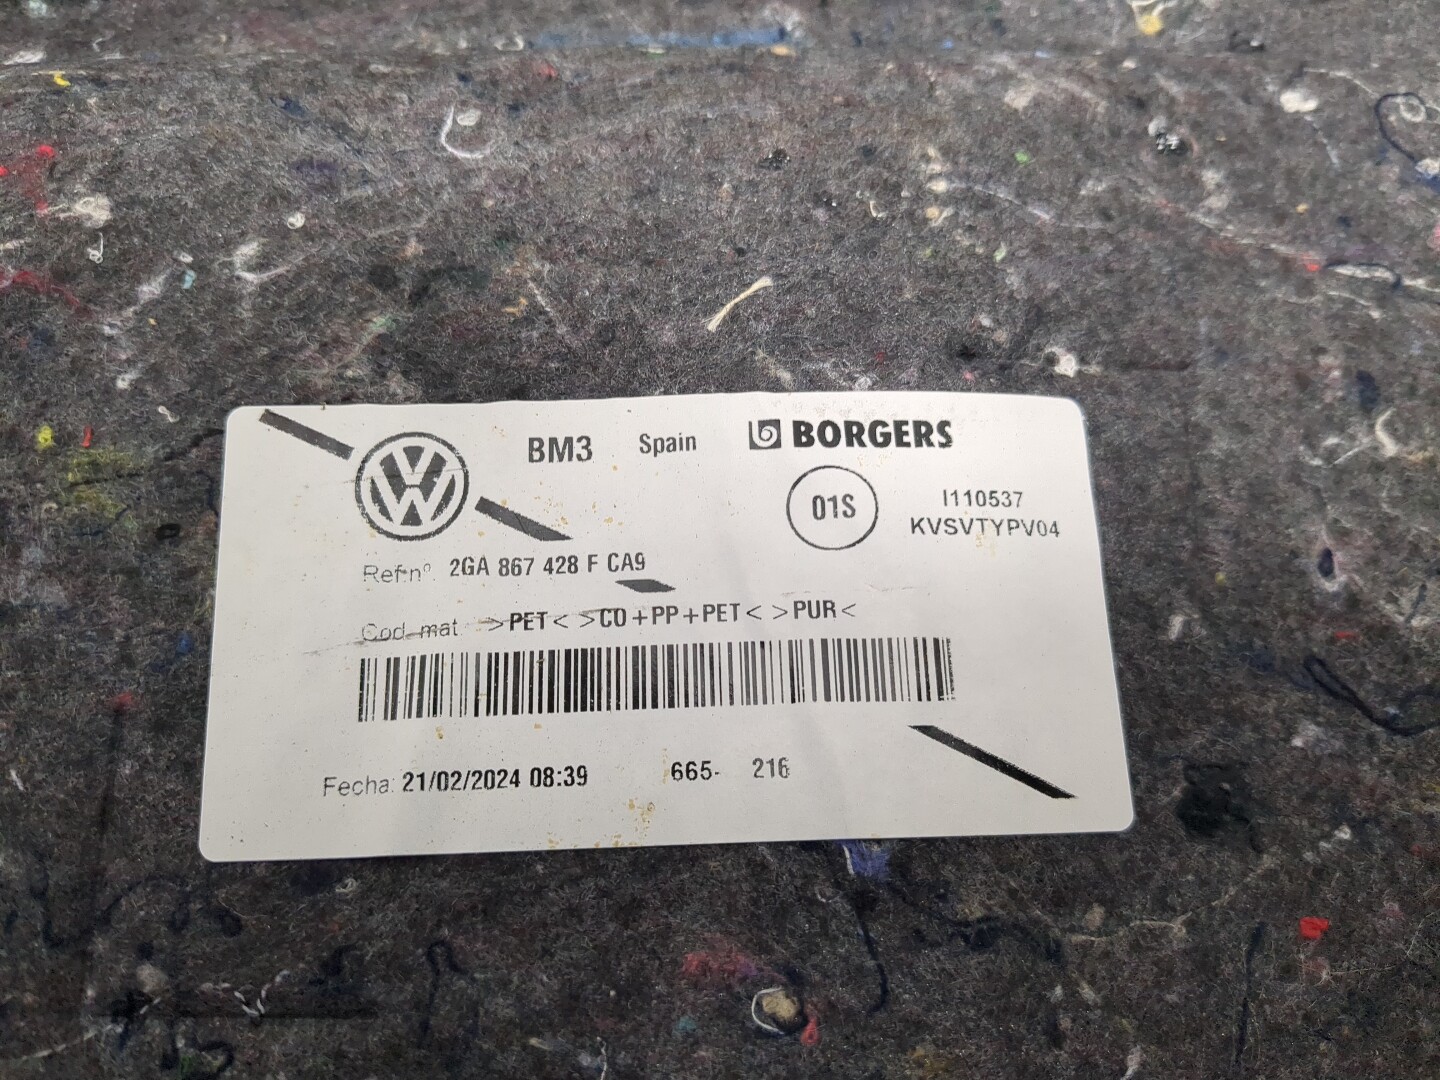 BM3 Spain BORGERS
01S
I110537
KVSVTYPV04
Ref.nº. 2GA 867 428 F CA9
Cod. mat. >PET< >CO+PP+PET< >PUR<
Fecha: 21/02/2024 08:39 665- 216